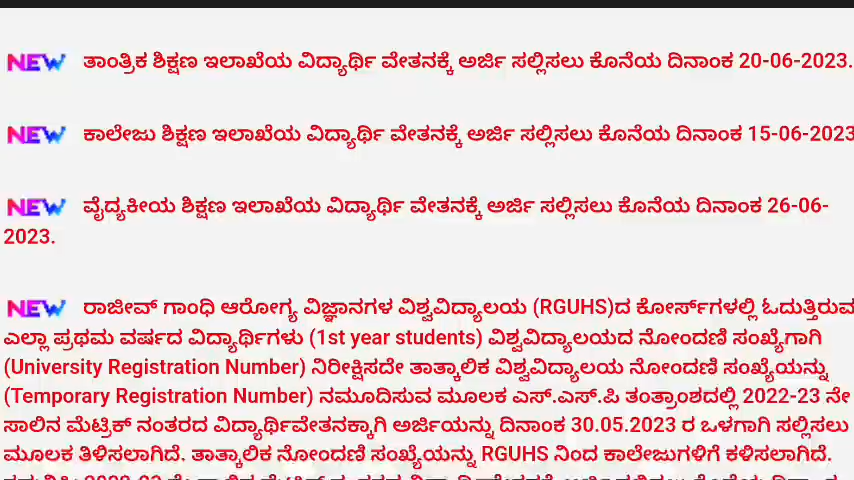 NEW ತಾಂತ್ರಿಕ ಶಿಕ್ಷಣ ಇಲಾಖೆಯ ವಿದ್ಯಾರ್ಥಿ ವೇತನಕ್ಕೆ ಅರ್ಜಿ ಸಲ್ಲಿಸಲು ಕೊನೆಯ ದಿನಾಂಕ 20-06-2023.
NEW ಕಾಲೇಜು ಶಿಕ್ಷಣ ಇಲಾಖೆಯ ವಿದ್ಯಾರ್ಥಿ ವೇತನಕ್ಕೆ ಅರ್ಜಿ ಸಲ್ಲಿಸಲು ಕೊನೆಯ ದಿನಾಂಕ 15-06-2023
NEW ವೈದ್ಯಕೀಯ ಶಿಕ್ಷಣ ಇಲಾಖೆಯ ವಿದ್ಯಾರ್ಥಿ ವೇತನಕ್ಕೆ ಅರ್ಜಿ ಸಲ್ಲಿಸಲು ಕೊನೆಯ ದಿನಾಂಕ 26-06-
2023.
NEW ರಾಜೀವ್ ಗಾಂಧಿ ಆರೋಗ್ಯ ವಿಜ್ಞಾನಗಳ ವಿಶ್ವವಿದ್ಯಾಲಯ (RGUHS)ದ ಕೋರ್ಸ್‌ಗಳಲ್ಲಿ ಓದುತ್ತಿರುವ
ಎಲ್ಲಾ ಪ್ರಥಮ ವರ್ಷದ ವಿದ್ಯಾರ್ಥಿಗಳು (1st year students) ವಿಶ್ವವಿದ್ಯಾಲಯದ ನೋಂದಣಿ ಸಂಖ್ಯೆಗಾಗಿ
(University Registration Number) ನಿರೀಕ್ಷಿಸದೇ ತಾತ್ಕಾಲಿಕ ವಿಶ್ವವಿದ್ಯಾಲಯ ನೋಂದಣಿ ಸಂಖ್ಯೆಯನ್ನು
(Temporary Registration Number) ನಮೂದಿಸುವ ಮೂಲಕ ಎಸ್.ಎಸ್.ಪಿ ತಂತ್ರಾಂಶದಲ್ಲಿ 2022-23 ನೇ
ಸಾಲಿನ ಮೆಟ್ರಿಕ್ ನಂತರದ ವಿದ್ಯಾರ್ಥಿವೇತನಕ್ಕಾಗಿ ಅರ್ಜಿಯನ್ನು ದಿನಾಂಕ 30.05.2023 ರ ಒಳಗಾಗಿ ಸಲ್ಲಿಸಲು
ಮೂಲಕ ತಿಳಿಸಲಾಗಿದೆ. ತಾತ್ಕಾಲಿಕ ನೋಂದಣಿ ಸಂಖ್ಯೆಯನ್ನು RGUHS ನಿಂದ ಕಾಲೇಜುಗಳಿಗೆ ಕಳಿಸಲಾಗಿದೆ.